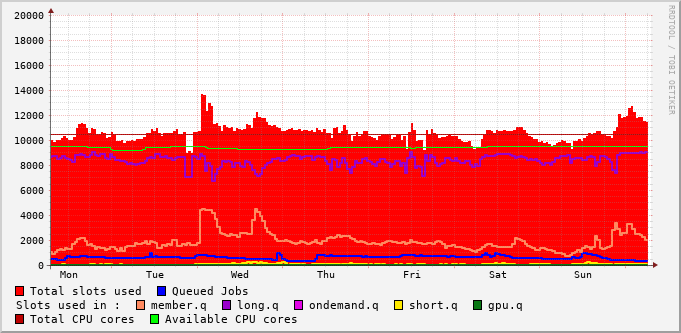 RRDTOOL / TOBI OETIKER
20000
18000
16000
14000
12000
10000
8000
6000
4000
2000
0
Mon Tue Wed Thu Fri Sat Sun
Total slots used Queued Jobs
Slots used in : member.q long.q ondemand.q short.q gpu.q
Total CPU cores Available CPU cores